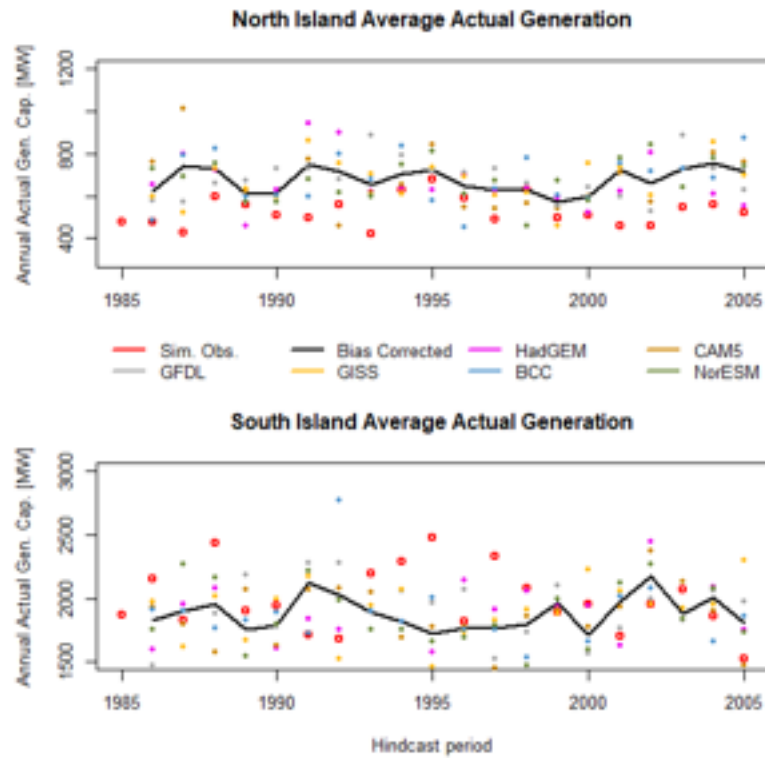 North Island Average Actual Generation
Annual Actual Gen. Cap. [MW]
1200
800
400
1985 1990 1995 2000 2005
Sim. Obs. Bias Corrected HadGEM CAM5
GFDL GISS BCC NorESM
South Island Average Actual Generation
Annual Actual Gen. Cap. [MW]
3000
2500
2000
1500
1985 1990 1995 2000 2005
Hindcast period